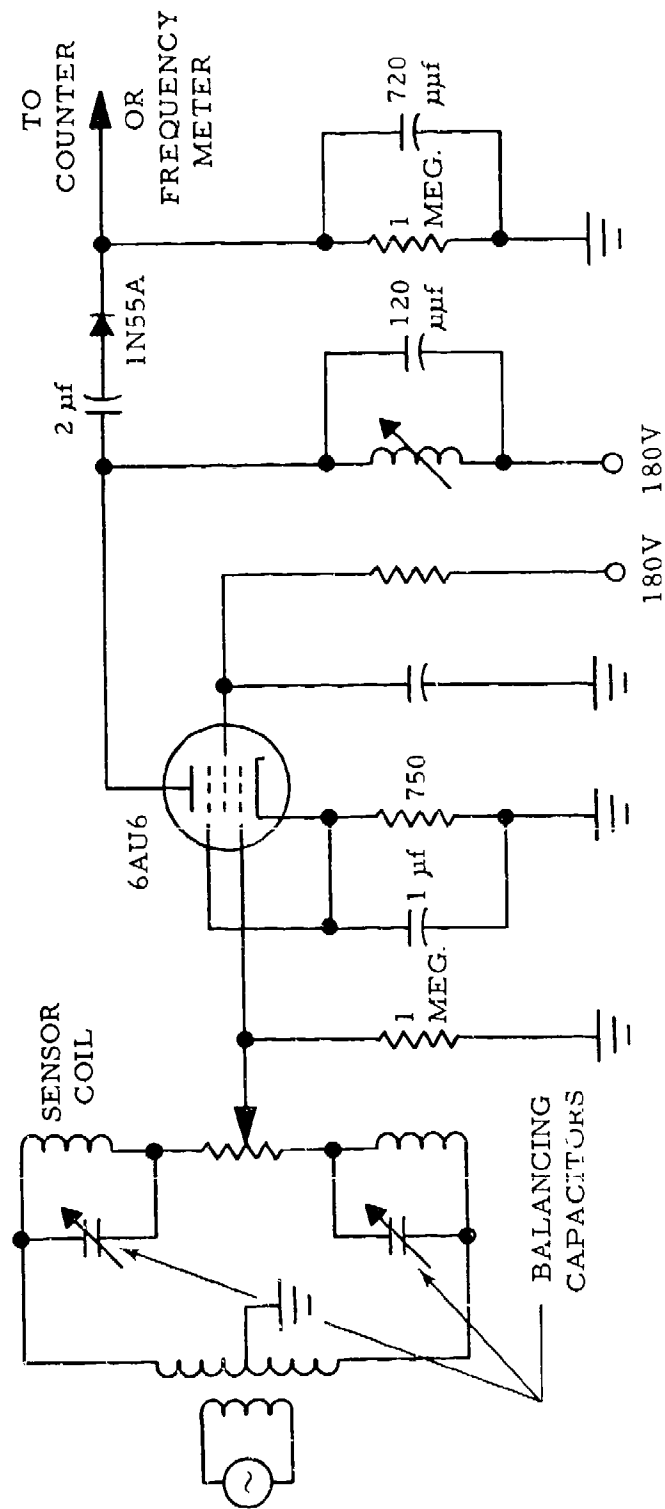 TO
COUNTER
OR
FREQUENCY
METER
2 µf
1N55A
1
MEG.
720
µµf
120
µµf
180V
180V
6AU6
750
1 µf
1
MEG.
SENSOR
COIL
~
BALANCING
CAPACITORS